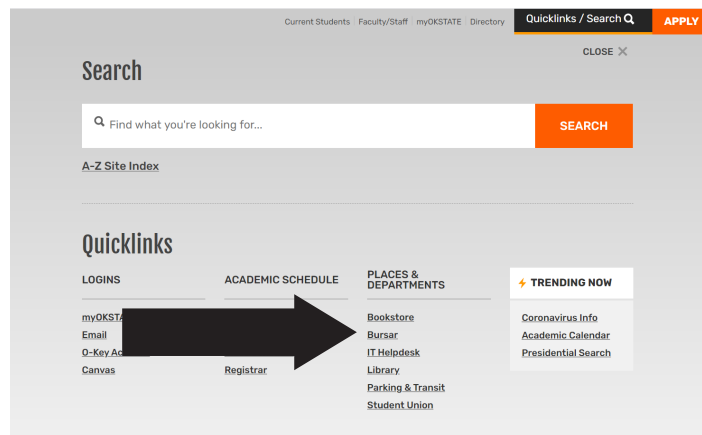 Current Students Faculty/Staff myOKSTATE Directory Quicklinks / Search APPLY
CLOSE
Search
Find what you're looking for... SEARCH
A-Z Site Index
Quicklinks
LOGINS
Email
Canvas
ACADEMIC SCHEDULE
Registrar
PLACES &
DEPARTMENTS
Bookstore
Bursar
IT Helpdesk
Library
Parking & Transit
Student Union
TRENDING NOW
Coronavirus Info
Academic Calendar
Presidential Search